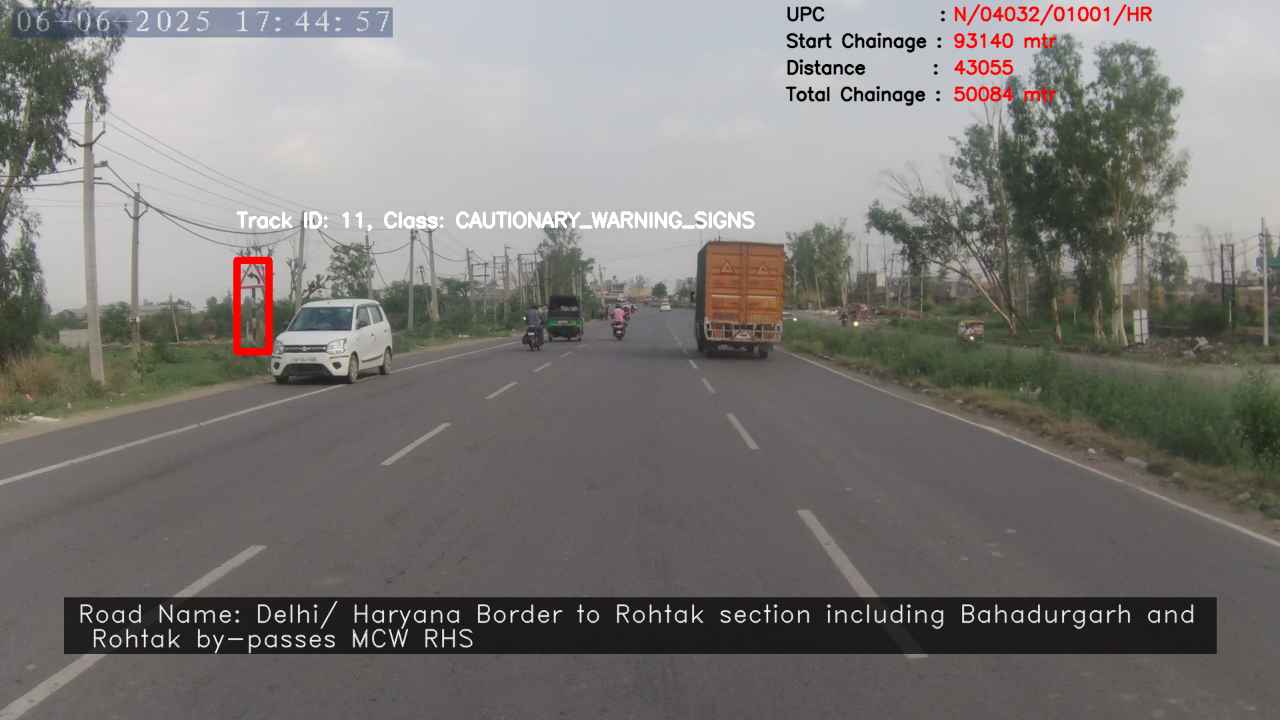 06-06-2025 17:44:57
UPC : N/04032/01001/HR
Start Chainage : 93140 mtr
Distance : 43055
Total Chainage : 50084 mtr
Track ID: 11, Class: CAUTIONARY_WARNING_SIGNS
Road Name: Delhi/ Haryana Border to Rohtak section including Bahadurgarh and
Rohtak by-passes MCW RHS